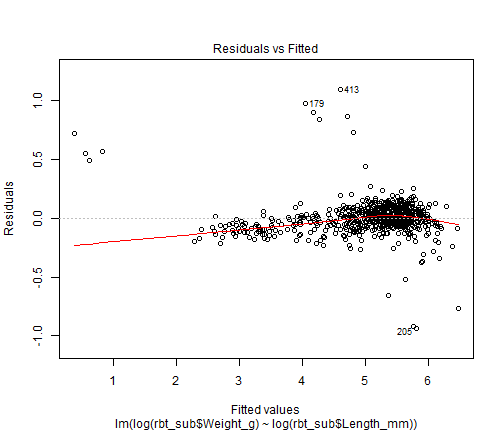 Residuals vs Fitted
Residuals
1.0
0.5
0.0
-0.5
-1.0
413
179
205
1 2 3 4 5 6
Fitted values
lm(log(rbt_sub$Weight_g) ~ log(rbt_sub$Length_mm))